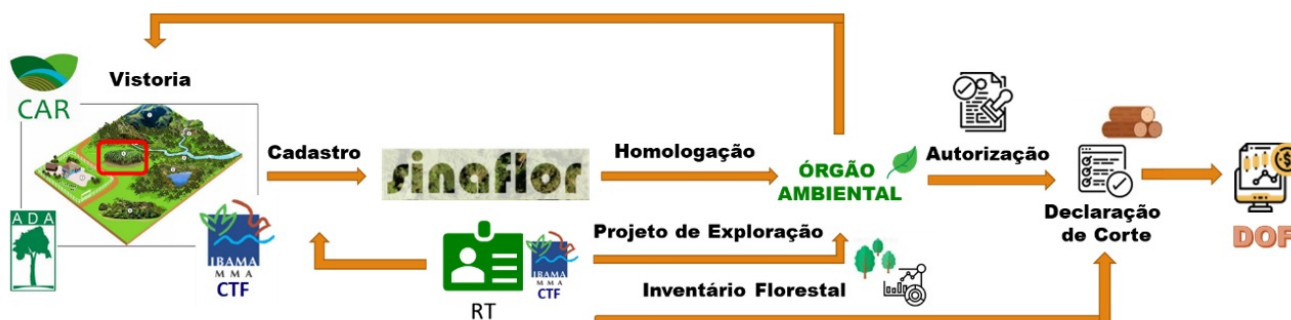 Vistoria
CAR
ADA
IBAMA
MMA
CTF
Cadastro
sinaflor
Homologação
ÓRGÃO
AMBIENTAL
Autorização
Declaração
de Corte
DOF
RT
IBAMA
MMA
CTF
Projeto de Exploração
Inventário Florestal